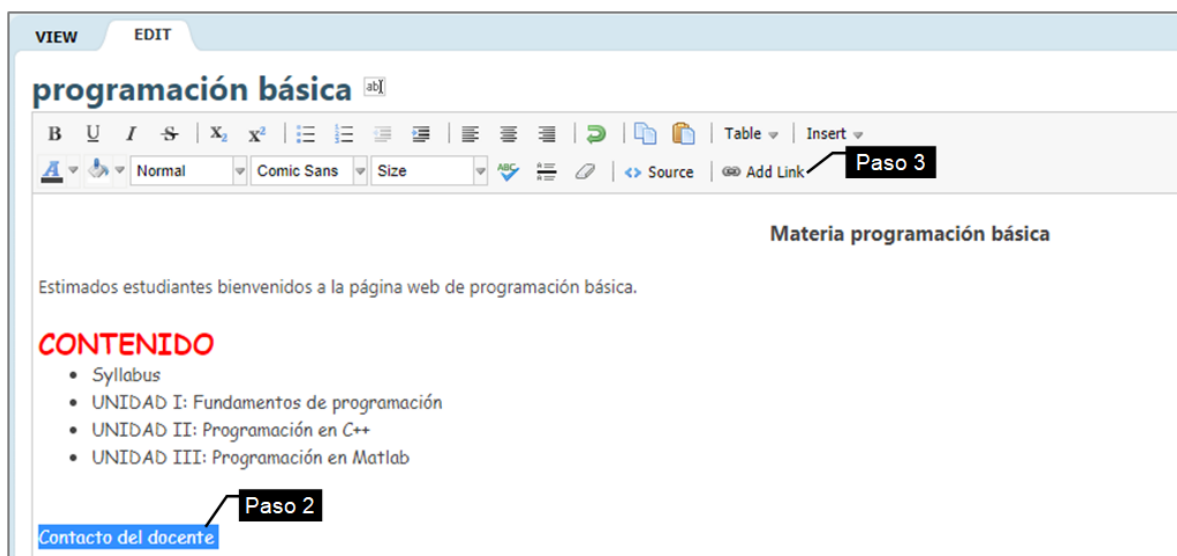 VIEW EDIT
programación básica ab
B U I S X₂ X² Table Insert
A Normal Comic Sans Size ABC Source Add Link Paso 3
Materia programación básica
Estimados estudiantes bienvenidos a la página web de programación básica.
CONTENIDO
• Syllabus
• UNIDAD I: Fundamentos de programación
• UNIDAD II: Programación en C++
• UNIDAD III: Programación en Matlab
Paso 2
Contacto del docente